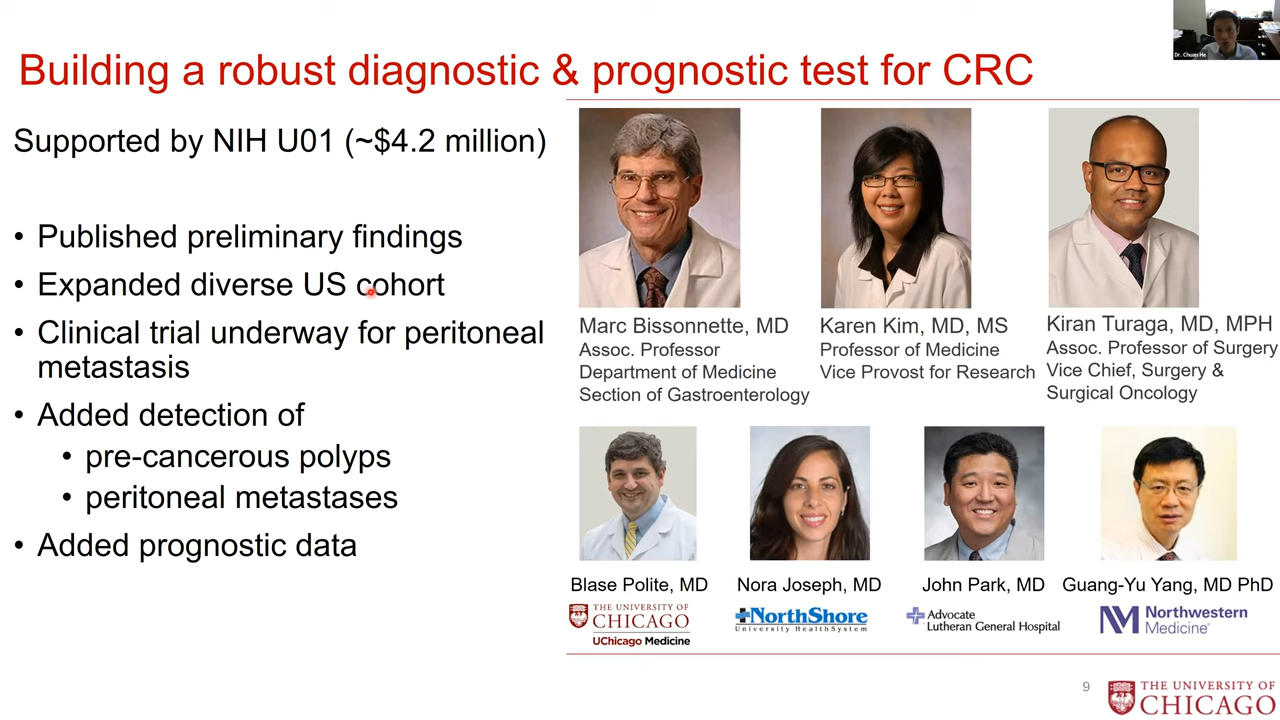 Dr. Chuan He
Building a robust diagnostic & prognostic test for CRC
Supported by NIH U01 (~$4.2 million)
• Published preliminary findings
• Expanded diverse US cohort
• Clinical trial underway for peritoneal
metastasis
• Added detection of
• pre-cancerous polyps
• peritoneal metastases
• Added prognostic data
Marc Bissonnette, MD
Assoc. Professor
Department of Medicine
Section of Gastroenterology
Karen Kim, MD, MS
Professor of Medicine
Vice Provost for Research
Kiran Turaga, MD, MPH
Assoc. Professor of Surgery
Vice Chief, Surgery &
Surgical Oncology
Blase Polite, MD
THE UNIVERSITY OF
CHICAGO
UChicago Medicine
Nora Joseph, MD
NorthShore
University HealthSystem
John Park, MD
Advocate
Lutheran General Hospital
Guang-Yu Yang, MD PhD
NM Northwestern
Medicine®
9
THE UNIVERSITY OF
CHICAGO